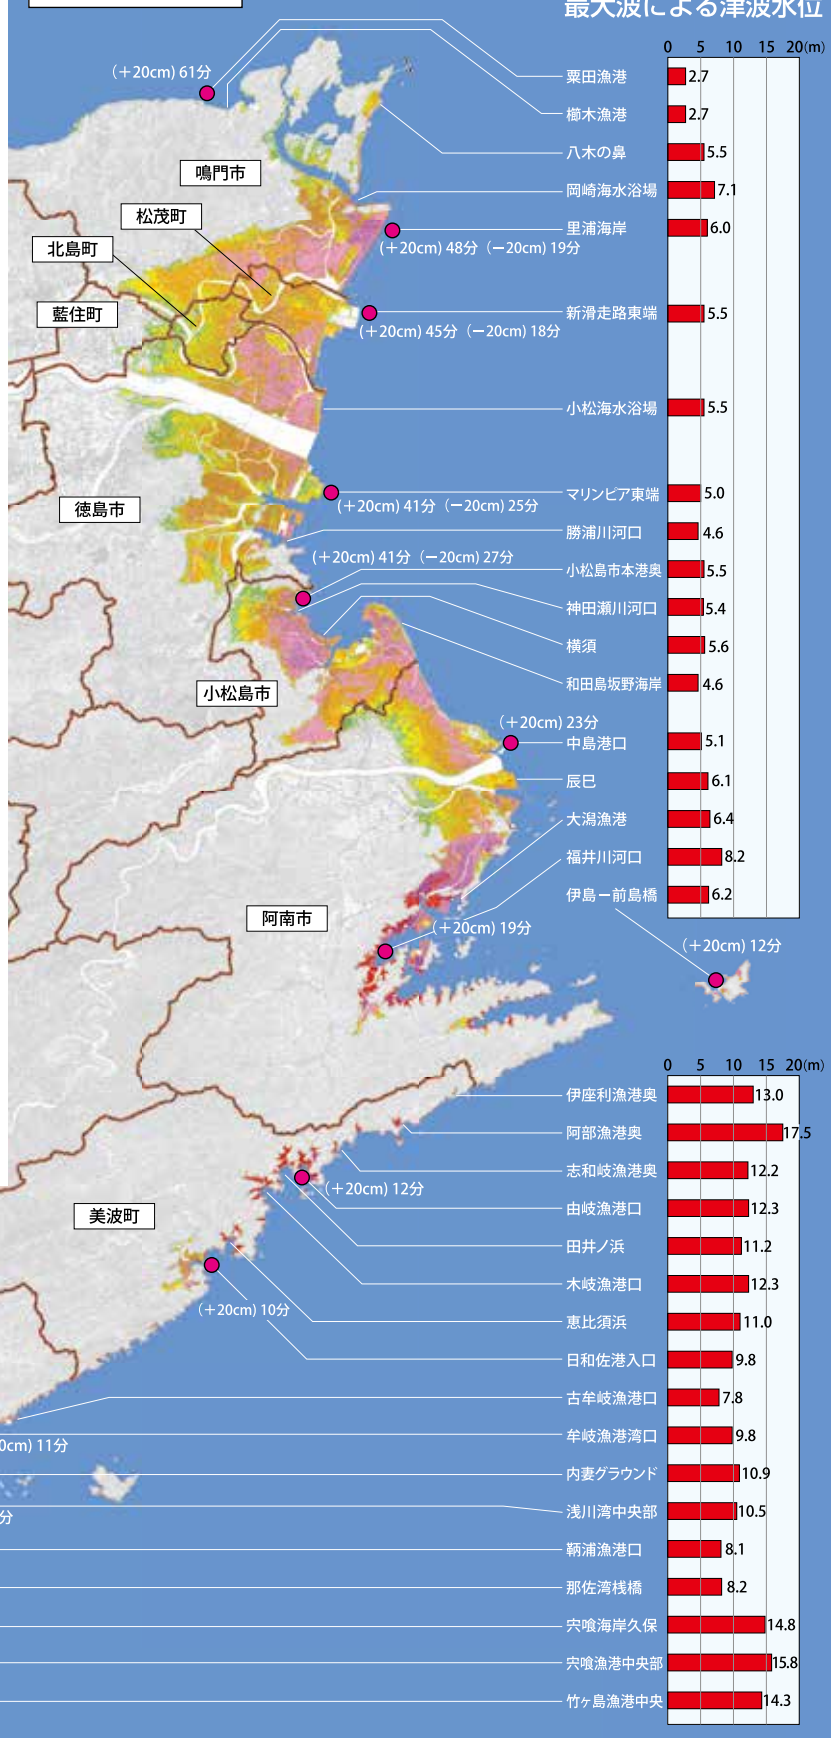 最大波による津波水位
0 5 10 15 20(m)
(＋20cm) 61分
粟田漁港 2.7
櫛木漁港 2.7
八木の鼻 5.5
鳴門市
岡崎海水浴場 7.1
松茂町
里浦海岸 6.0
北島町
(＋20cm) 48分（−20cm) 19分
藍住町
新滑走路東端 5.5
(＋20cm) 45分（−20cm) 18分
小松海水浴場 5.5
マリンピア東端 5.0
(＋20cm) 41分（−20cm) 25分
徳島市
勝浦川河口 4.6
(＋20cm) 41分（−20cm) 27分
小松島市本港奥 5.5
神田瀬川河口 5.4
横須 5.6
和田島坂野海岸 4.6
小松島市
(＋20cm) 23分
中島港口 5.1
辰巳 6.1
大潟漁港 6.4
福井川河口 8.2
伊島ー前島橋 6.2
阿南市
(＋20cm) 19分
(＋20cm) 12分
0 5 10 15 20(m)
伊座利漁港奥 13.0
阿部漁港奥 17.5
志和岐漁港奥 12.2
(＋20cm) 12分
由岐漁港口 12.3
美波町
田井ノ浜 11.2
木岐漁港口 12.3
(＋20cm) 10分
恵比須浜 11.0
日和佐港入口 9.8
古牟岐漁港口 7.8
牟岐漁港湾口 9.8
0cm) 11分
内妻グラウンド 10.9
浅川湾中央部 10.5
分
鞆浦漁港口 8.1
那佐湾桟橋 8.2
宍喰海岸久保 14.8
宍喰漁港中央部 15.8
竹ヶ島漁港中央 14.3